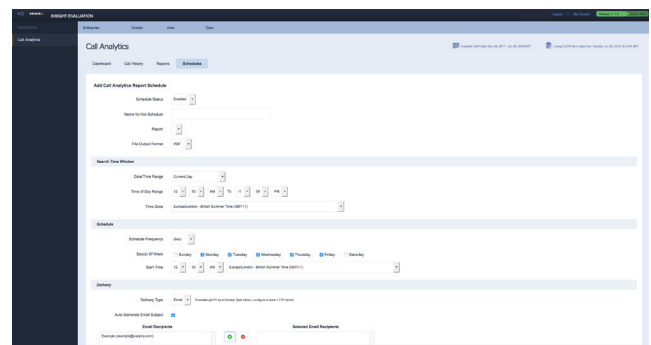 INSIGHT EVALUATION
Enterprise Cluster Host Type
Call Analytics
Call Analytics
Dashboard Call History Reports Schedules
Add Call Analytics Report Schedule
Schedule Status Enabled
Name for this Schedule
Report
File Output Format PDF
Search Time Window
Date/Time Range Current Day
Time of Day Range 12 00 AM To 11 59 PM
Time Zone Europe/London - British Summer Time (GMT+1)
Schedule
Schedule Frequency Daily
Day(s) Of Week Sunday Monday Tuesday Wednesday Thursday Friday Saturday
Start Time 12 00 AM Europe/London - British Summer Time (GMT+1)
Delivery
Delivery Type Email
Auto-Generate Email Subject
Email Recipients Selected Email Recipients